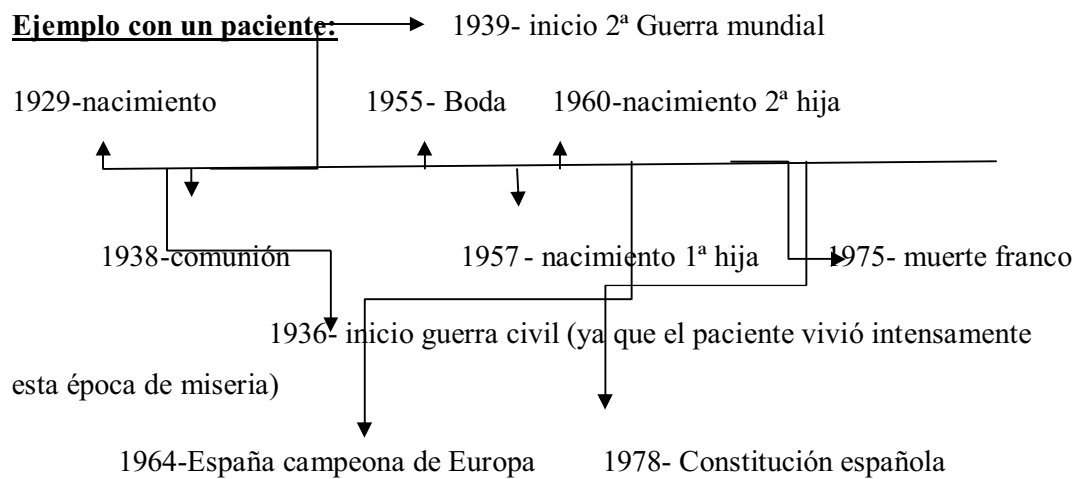 Ejemplo con un paciente: 1939- inicio 2ª Guerra mundial
1929-nacimiento 1955- Boda 1960-nacimiento 2ª hija
1938-comunión 1957- nacimiento 1ª hija 1975- muerte franco
1936- inicio guerra civil (ya que el paciente vivió intensamente
esta época de miseria)
1964-España campeona de Europa 1978- Constitución española